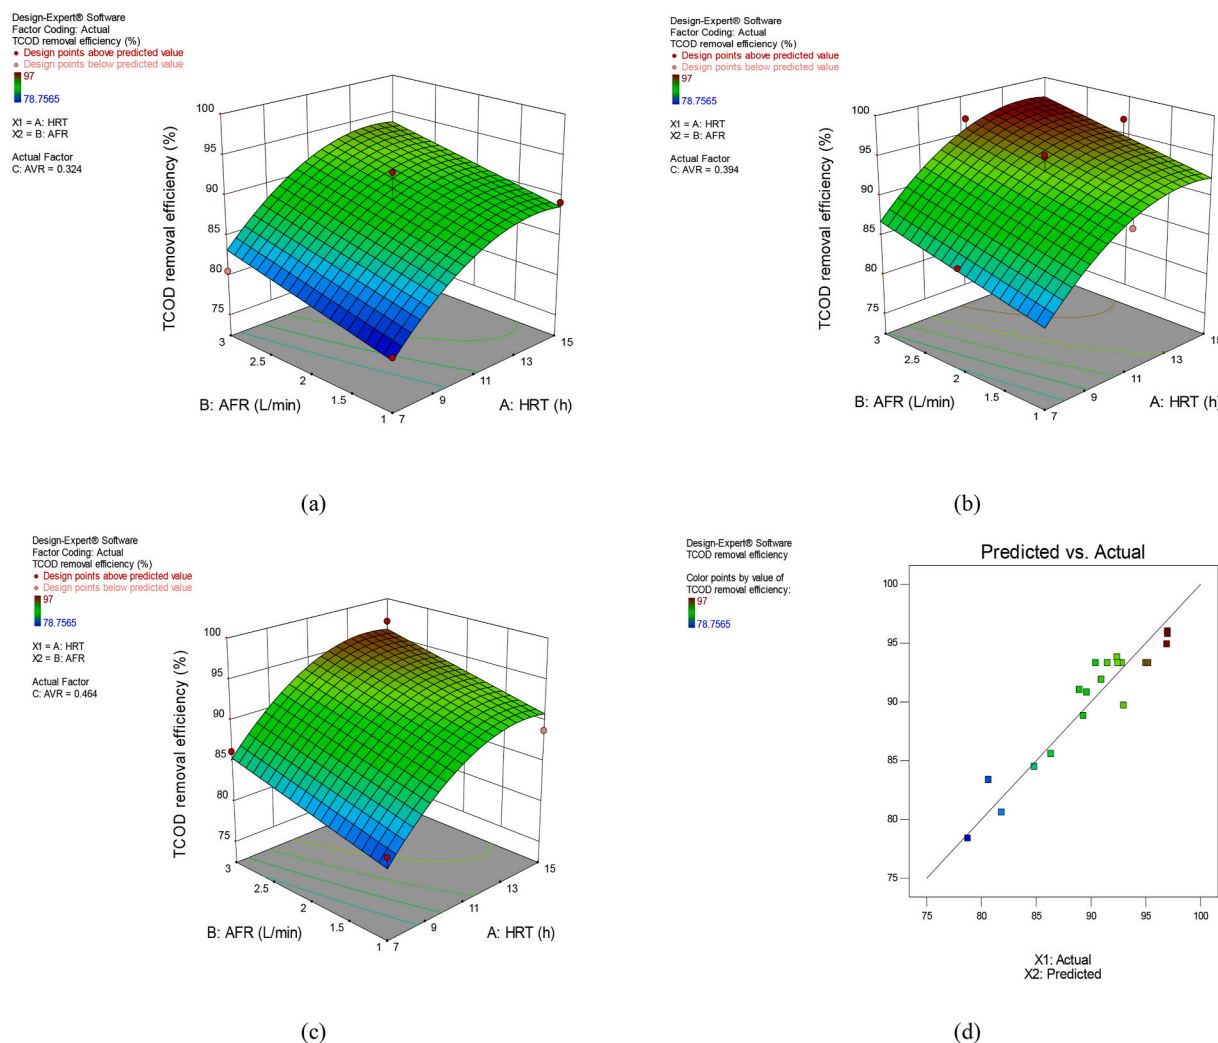 Design-Expert® Software
Factor Coding: Actual
TCOD removal efficiency (%)
Design points above predicted value
Design points below predicted value
97
78.7565
X1 = A: HRT
X2 = B: AFR
Actual Factor
C: AVR = 0.324
TCOD removal efficiency (%)
100
95
90
85
80
75
3
2.5
2
1.5
1
7
9
11
13
15
B: AFR (L/min)
A: HRT (h)
(a)
Design-Expert® Software
Factor Coding: Actual
TCOD removal efficiency (%)
Design points above predicted value
Design points below predicted value
97
78.7565
X1 = A: HRT
X2 = B: AFR
Actual Factor
C: AVR = 0.394
TCOD removal efficiency (%)
100
95
90
85
80
75
3
2.5
2
1.5
1
7
9
11
13
15
B: AFR (L/min)
A: HRT (h)
(b)
Design-Expert® Software
Factor Coding: Actual
TCOD removal efficiency (%)
Design points above predicted value
Design points below predicted value
97
78.7565
X1 = A: HRT
X2 = B: AFR
Actual Factor
C: AVR = 0.464
TCOD removal efficiency (%)
100
95
90
85
80
75
3
2.5
2
1.5
1
7
9
11
13
15
B: AFR (L/min)
A: HRT (h)
(c)
Design-Expert® Software
TCOD removal efficiency
Color points by value of
TCOD removal efficiency:
97
78.7565
Predicted vs. Actual
100
95
90
85
80
75
75
80
85
90
95
100
X1: Actual
X2: Predicted
(d)